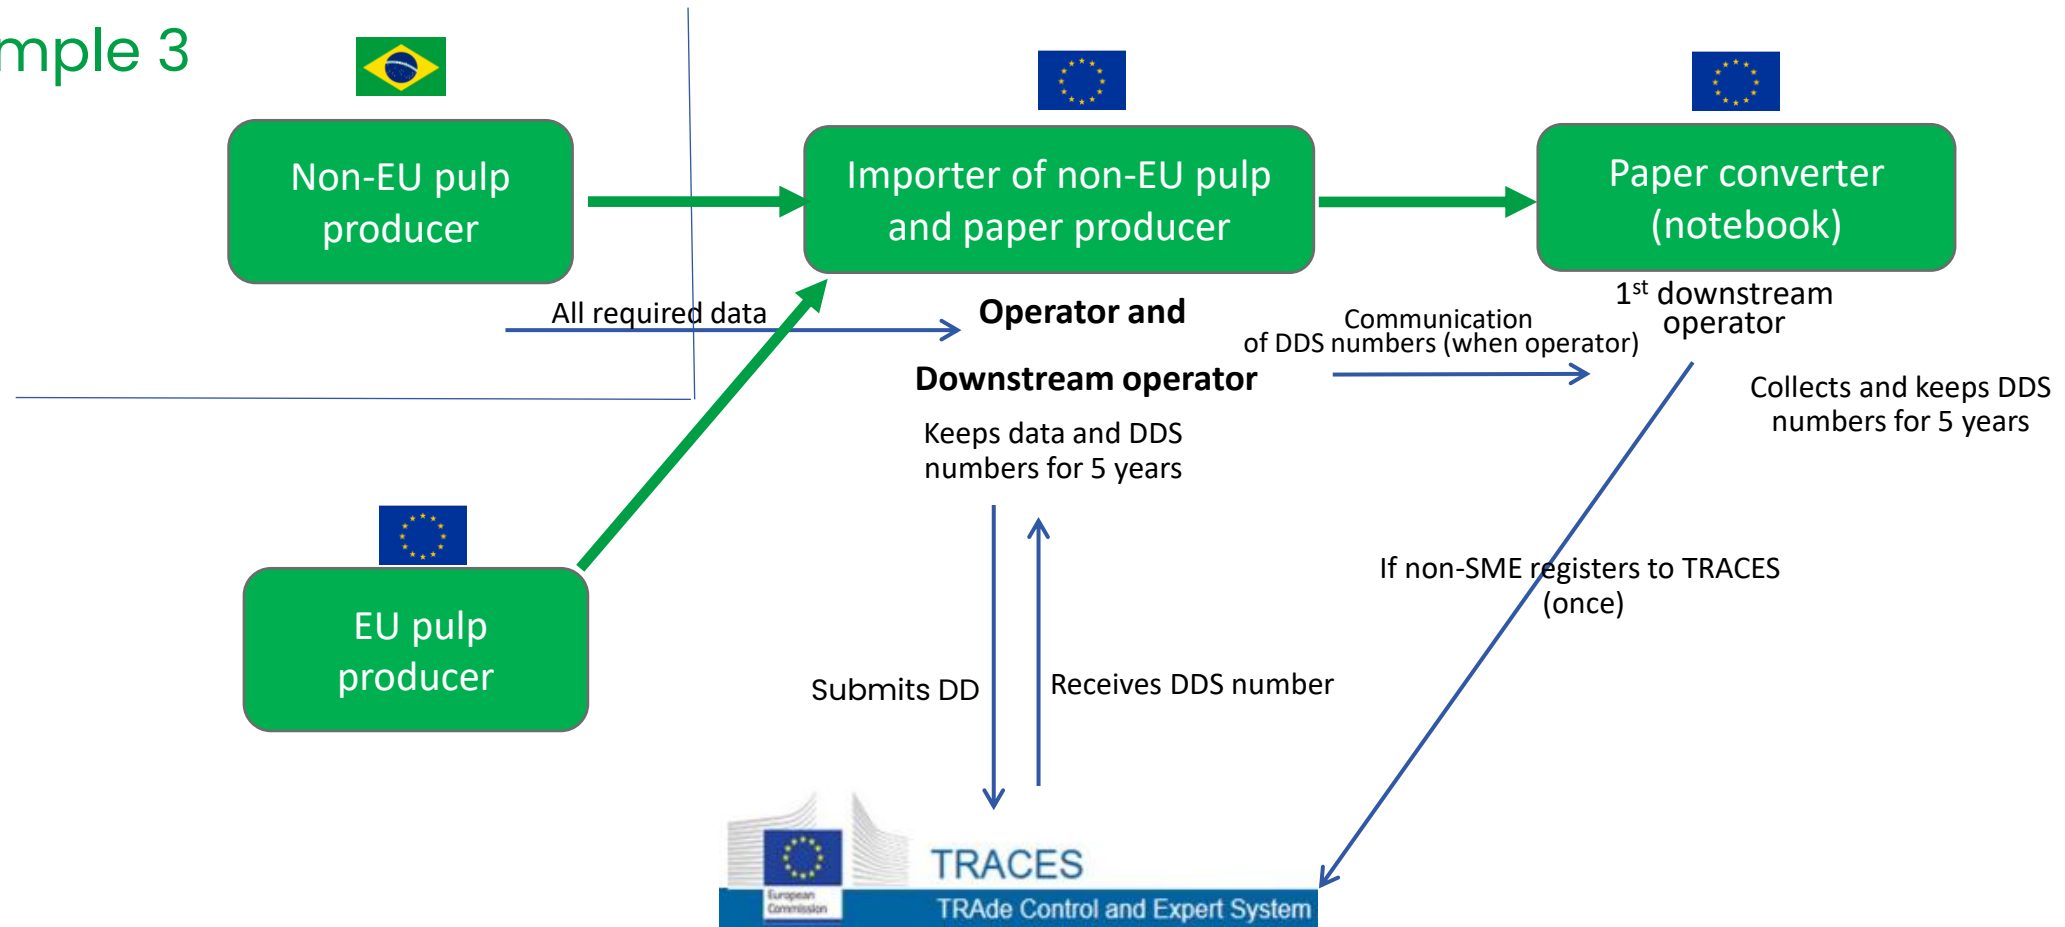 mple 3
Non-EU pulp
producer
Importer of non-EU pulp
and paper producer
Paper converter
(notebook)
All required data
Operator and
Downstream operator
Keeps data and DDS
numbers for 5 years
Communication
of DDS numbers (when operator)
1st downstream
operator
Collects and keeps DDS
numbers for 5 years
EU pulp
producer
If non-SME registers to TRACES
(once)
Submits DD
Receives DDS number
TRACES
European
Commission
TRAde Control and Expert System